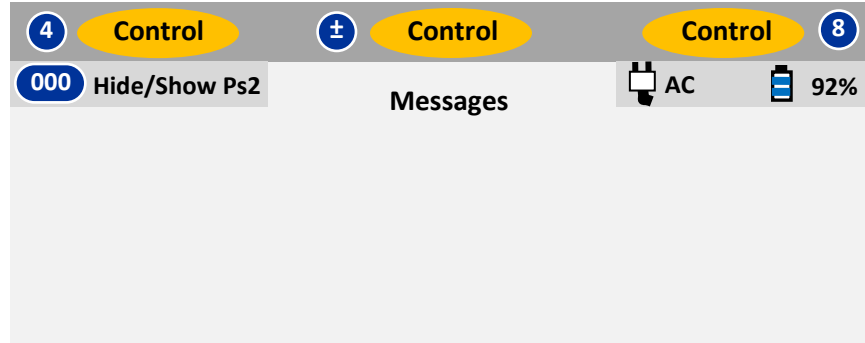 4 Control ± Control Control 8
000 Hide/Show Ps2 Messages AC 92%